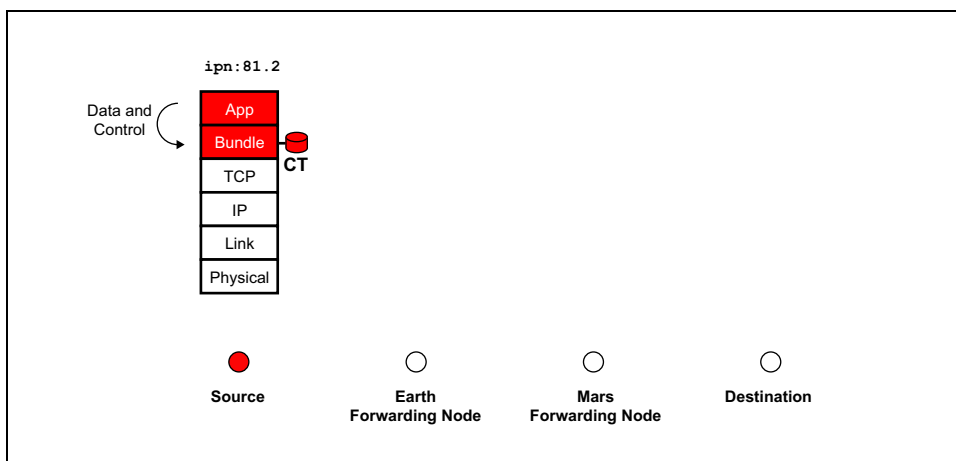 ipn:81.2
Data and
Control
App
Bundle
CT
TCP
IP
Link
Physical
Source
Earth
Forwarding Node
Mars
Forwarding Node
Destination